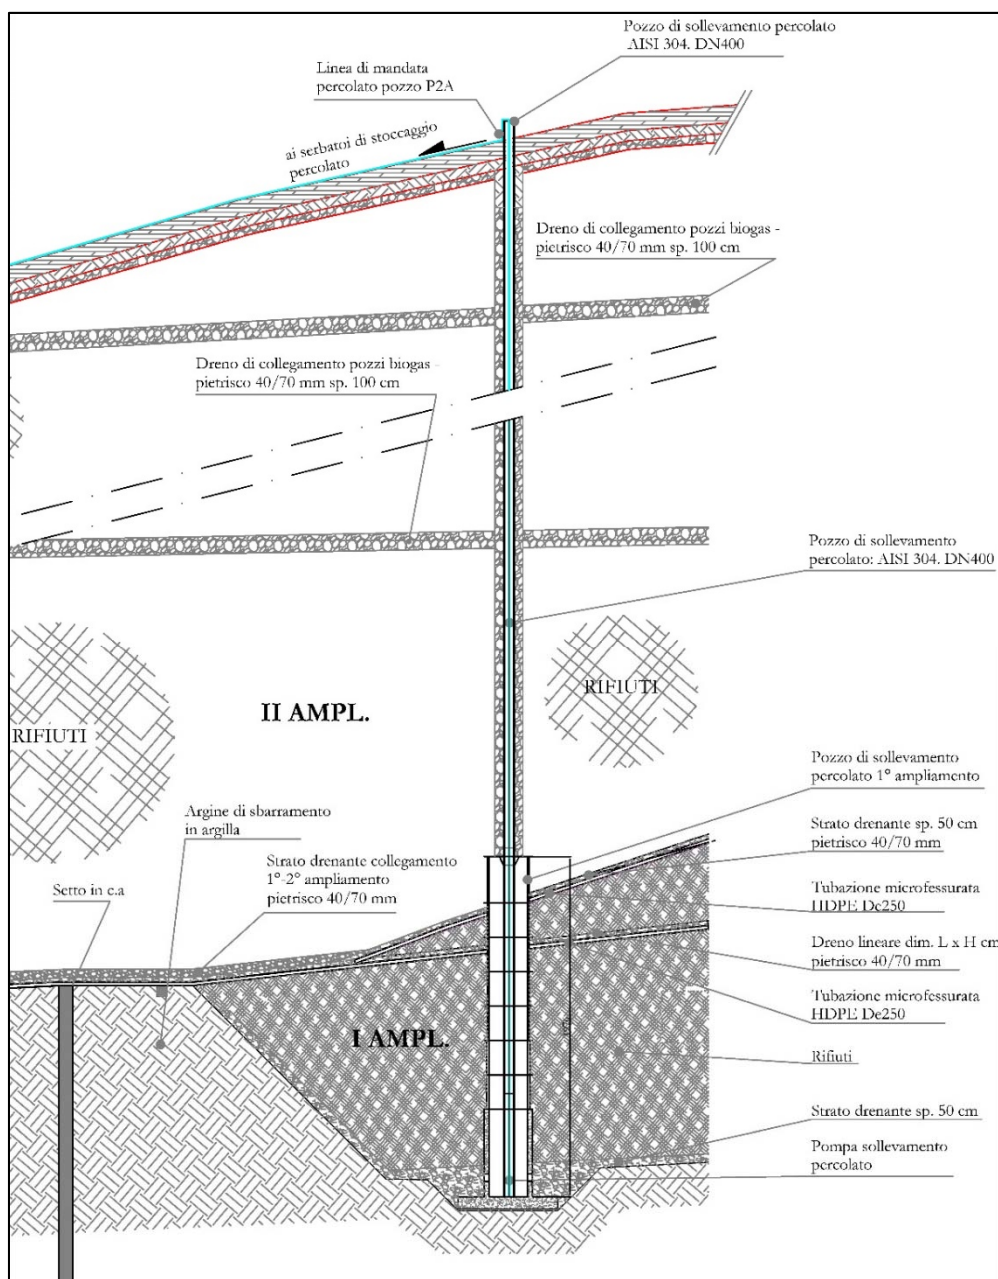 Pozzo di sollevamento percolato
AISI 304. DN400
Linea di mandata
percolato pozzo P2A
ai serbatoi di stoccaggio
percolato
Dreno di collegamento pozzi biogas -
pietrisco 40/70 mm sp. 100 cm
Dreno di collegamento pozzi biogas -
pietrisco 40/70 mm sp. 100 cm
Pozzo di sollevamento
percolato: AISI 304. DN400
RIFIUTI
II AMPL.
RIFIUTI
Pozzo di sollevamento
percolato 1° ampliamento
Argine di sbarramento
in argilla
Strato drenante sp. 50 cm
pietrisco 40/70 mm
Strato drenante collegamento
1°-2° ampliamento
pietrisco 40/70 mm
Setto in c.a
Tubazione microfessurata
HDPE De250
Dreno lineare dim. L x H cm
pietrisco 40/70 mm
Tubazione microfessurata
HDPE De250
I AMPL.
Rifiuti
Strato drenante sp. 50 cm
Pompa sollevamento
percolato